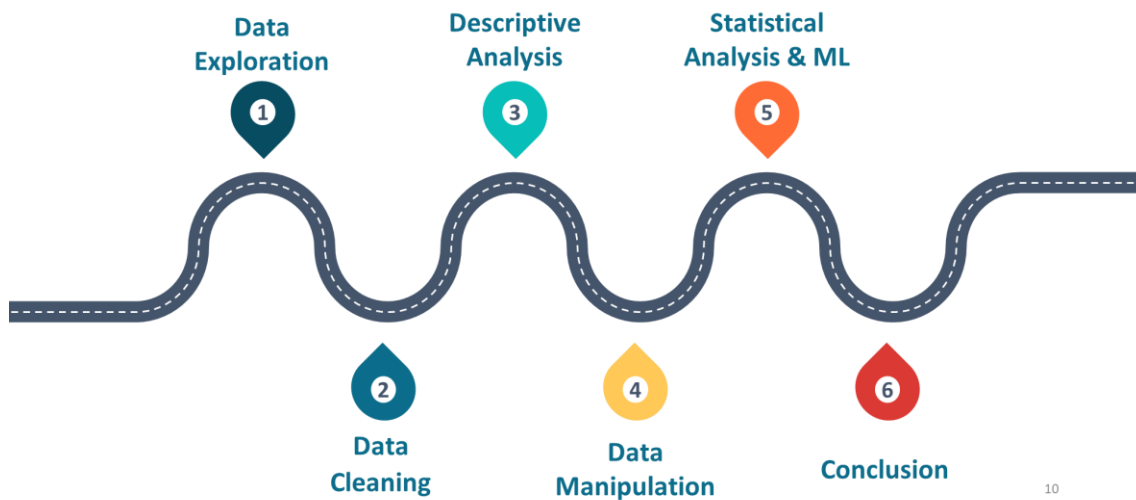 Data
Exploration
1
2
Data
Cleaning
Descriptive
Analysis
3
4
Data
Manipulation
Statistical
Analysis & ML
5
6
Conclusion
10